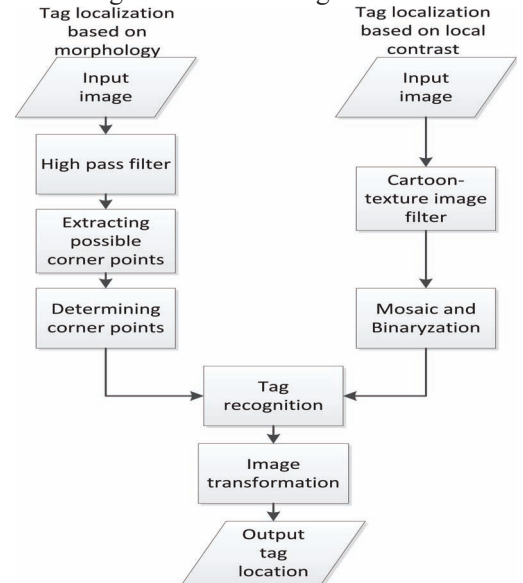 Tag localization
based on
morphology
Input
image
High pass filter
Extracting
possible
corner points
Determining
corner points
Tag localization
based on local
contrast
Input
image
Cartoon-
texture image
filter
Mosaic and
Binaryzation
Tag
recognition
Image
transformation
Output
tag
location